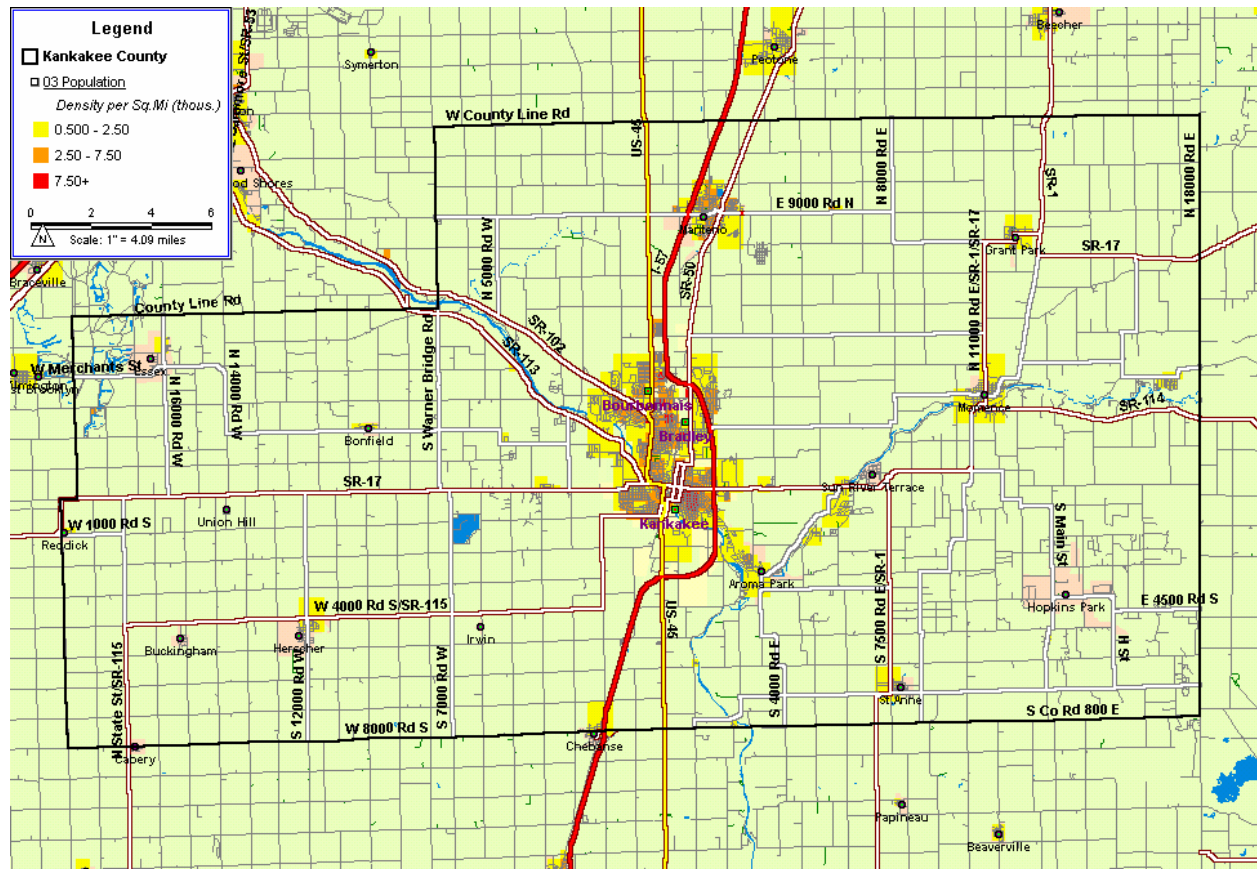 Legend
Kankakee County
03 Population
Density per Sq.Mi (thous.)
0.500 - 2.50
2.50 - 7.50
7.50+
0 2 4 6
N
Scale: 1" = 4.09 miles
Symerton
Peotone
Beecher
W County Line Rd
US-45
N 8000 Rd E
SR-1
N 18000 Rd E
E 9000 Rd N
Manteno
N 5000 Rd W
I-57
SR-50
Grant Park
SR-17
Braceville
County Line Rd
SR-102
SR-113
N 11000 Rd E/SR-1/SR-17
W Merchants St
Essex
N 16000 Rd W
N 14000 Rd W
S Warner Bridge Rd
Bourbonnais
Momence
SR-114
Bonfield
Bradley
SR-17
Sun River Terrace
Union Hill
Kankakee
W 1000 Rd S
Reddick
S Main St
Aroma Park
W 4000 Rd S/SR-115
US-45
S 7500 Rd E/SR-1
Hopkins Park
E 4500 Rd S
Buckingham
Herscher
Irwin
N State St/SR-115
S 12000 Rd W
S 7000 Rd W
S 4000 Rd E
H St
St Anne
W 8000 Rd S
S Co Rd 800 E
Cabery
Chebanse
Papineau
Beaverville